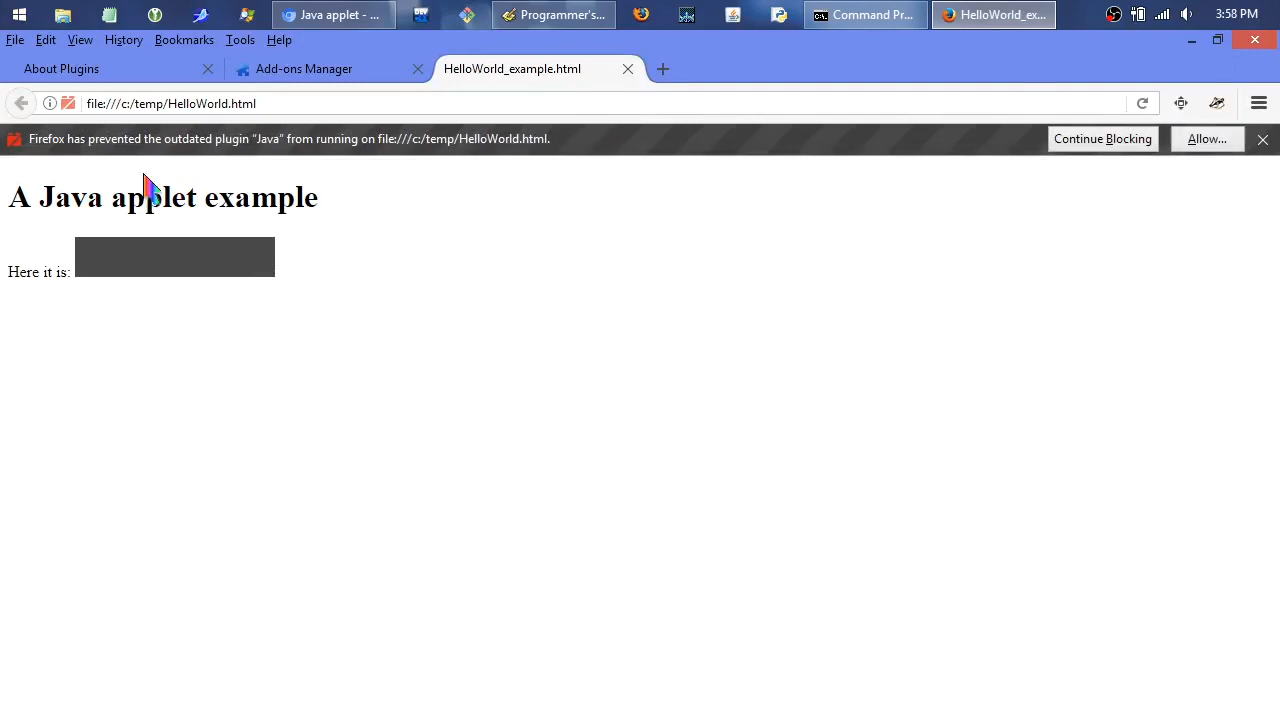 Java applet - ...
DEV
Programmer's...
Command Pr...
HelloWorld_ex...
3:58 PM
File Edit View History Bookmarks Tools Help
About Plugins
Add-ons Manager
HelloWorld_example.html
file:///c:/temp/HelloWorld.html
Firefox has prevented the outdated plugin “Java” from running on file:///c:/temp/HelloWorld.html.
Continue Blocking
Allow...
A Java applet example
Here it is: